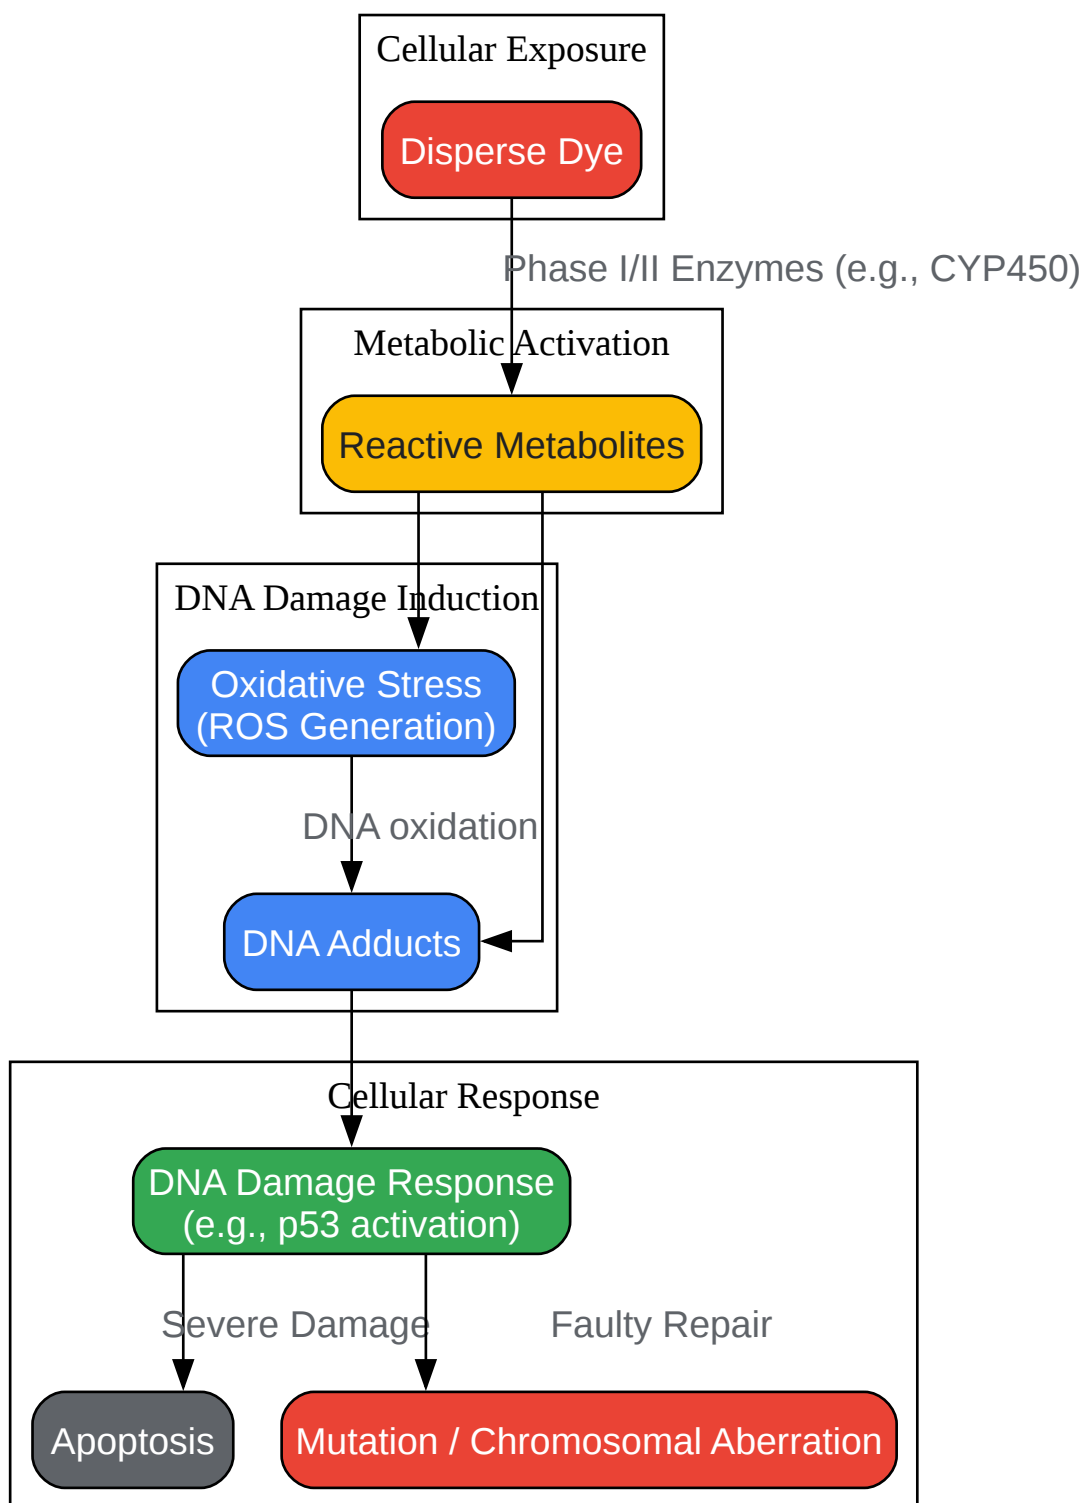 Cellular Exposure
Disperse Dye
Phase I/II Enzymes (e.g., CYP450)
Metabolic Activation
Reactive Metabolites
DNA Damage Induction
Oxidative Stress
(ROS Generation)
DNA oxidation
DNA Adducts
Cellular Response
DNA Damage Response
(e.g., p53 activation)
Severe Damage
Faulty Repair
Apoptosis
Mutation / Chromosomal Aberration